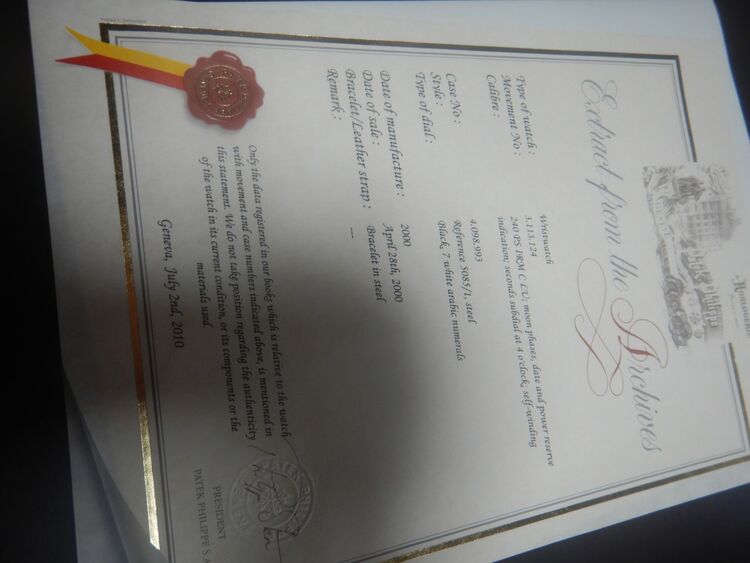 Patek Philippe
Extract from the Archives
Type of watch : Wristwatch
Movement No : 3.113.124
Calibre : 240 PS IRM C LU; moon phases, date and power reserve
indication; seconds subdial at 4 o'clock; self-winding
Case No : 4.098.993
Style : Reference 5085/1, steel
Type of dial : Black, 7 white arabic numerals
Date of manufacture : 2000
Date of sale : April 28th, 2000
Bracelet/Leather strap : Bracelet in steel
Remark : ---
Only the data registered in our books which is relative to the watch
with movement and case numbers indicated above, is mentioned in
this statement. We do not take position regarding the authenticity
of the watch in its current condition, or its components or the
materials used.
Geneva, July 2nd, 2010
PRESIDENT
PATEK PHILIPPE S.A